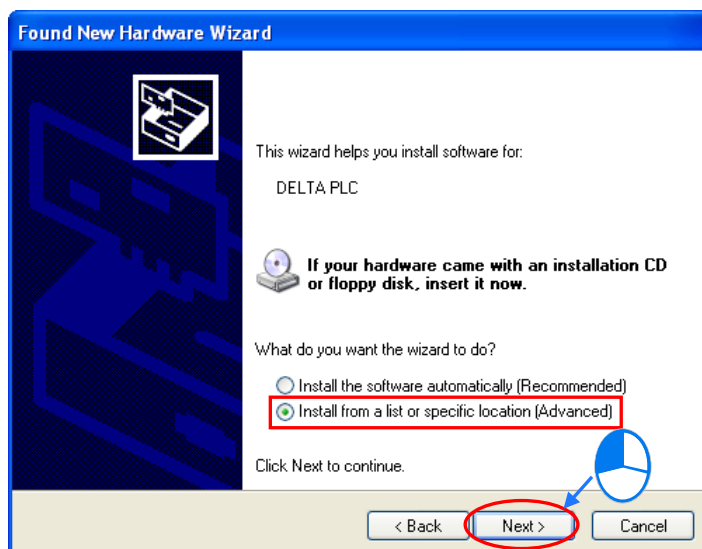 Found New Hardware Wizard
This wizard helps you install software for:
DELTA PLC
If your hardware came with an installation CD
or floppy disk, insert it now.
What do you want the wizard to do?
Install the software automatically (Recommended)
Install from a list or specific location (Advanced)
Click Next to continue.
< Back Next > Cancel